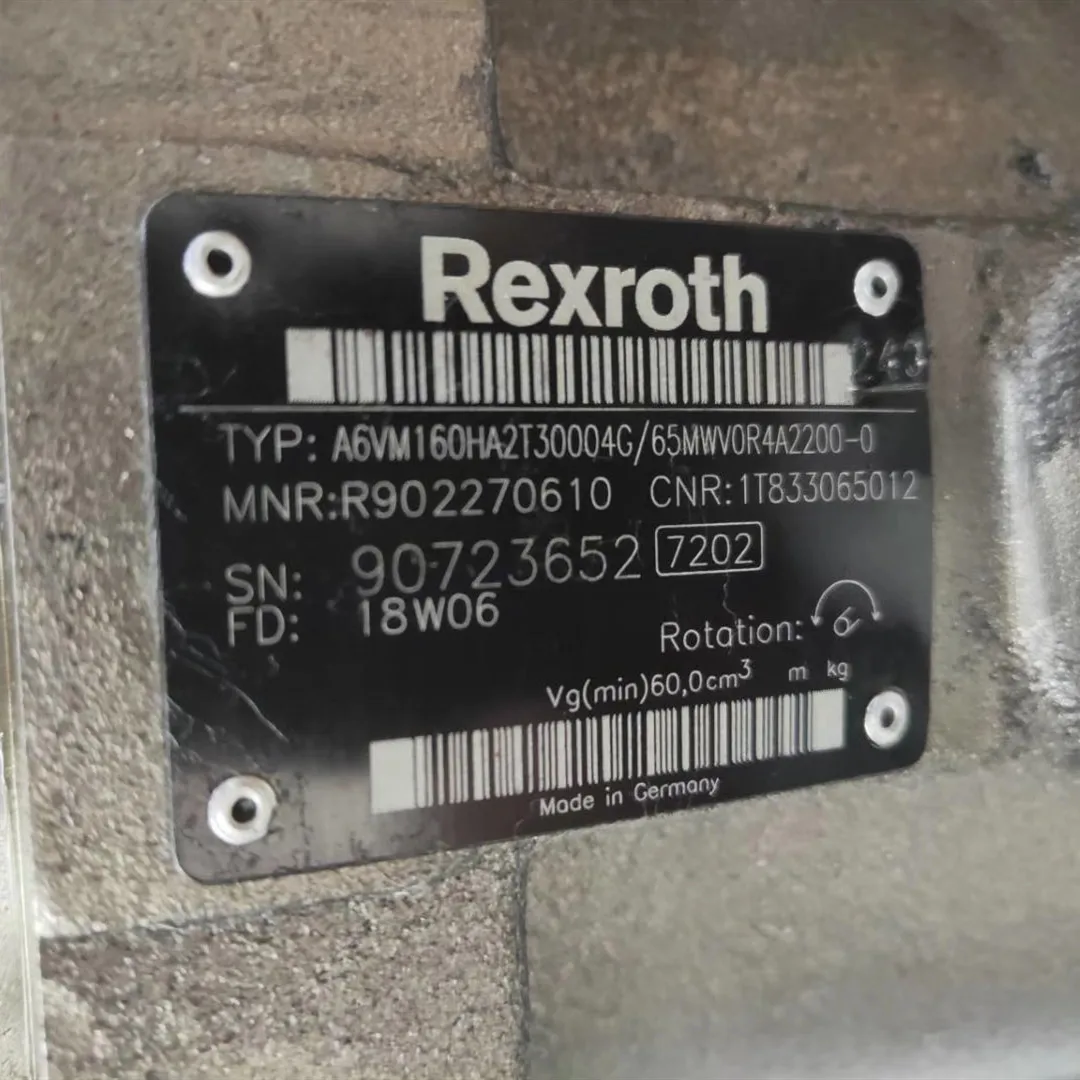 Rexroth
243
TYP: A6VM160HA2T30004G/65MWV0R4A2200-0
MNR:R902270610 CNR:1T833065012
SN: 90723652 7202
FD: 18W06
Rotation:
Vg(min)60,0cm³ m kg
Made in Germany